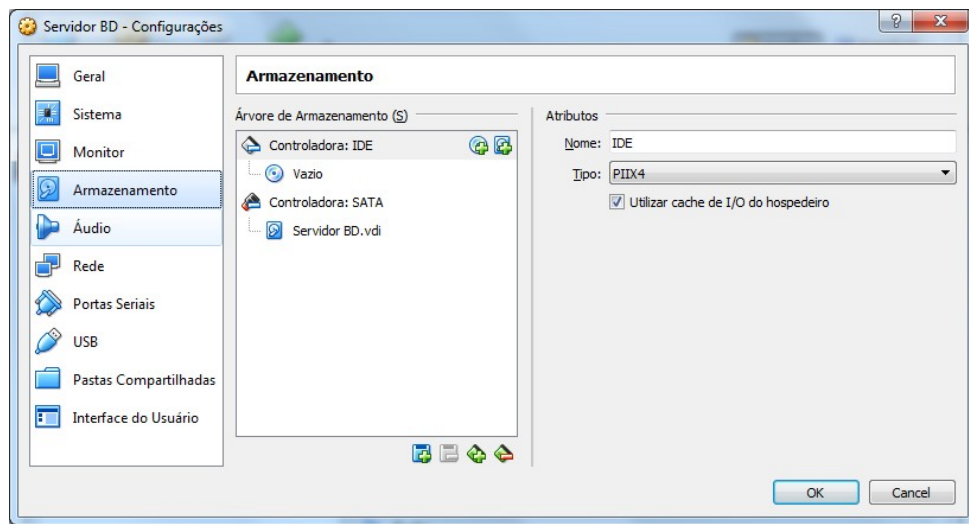 Servidor BD - Configurações
Geral
Sistema
Monitor
Armazenamento
Áudio
Rede
Portas Seriais
USB
Pastas Compartilhadas
Interface do Usuário
Armazenamento
Árvore de Armazenamento (S)
Controladora: IDE
Vazio
Controladora: SATA
Servidor BD.vdi
Atributos
Nome: IDE
Tipo: PIIX4
Utilizar cache de I/O do hospedeiro
OK Cancel